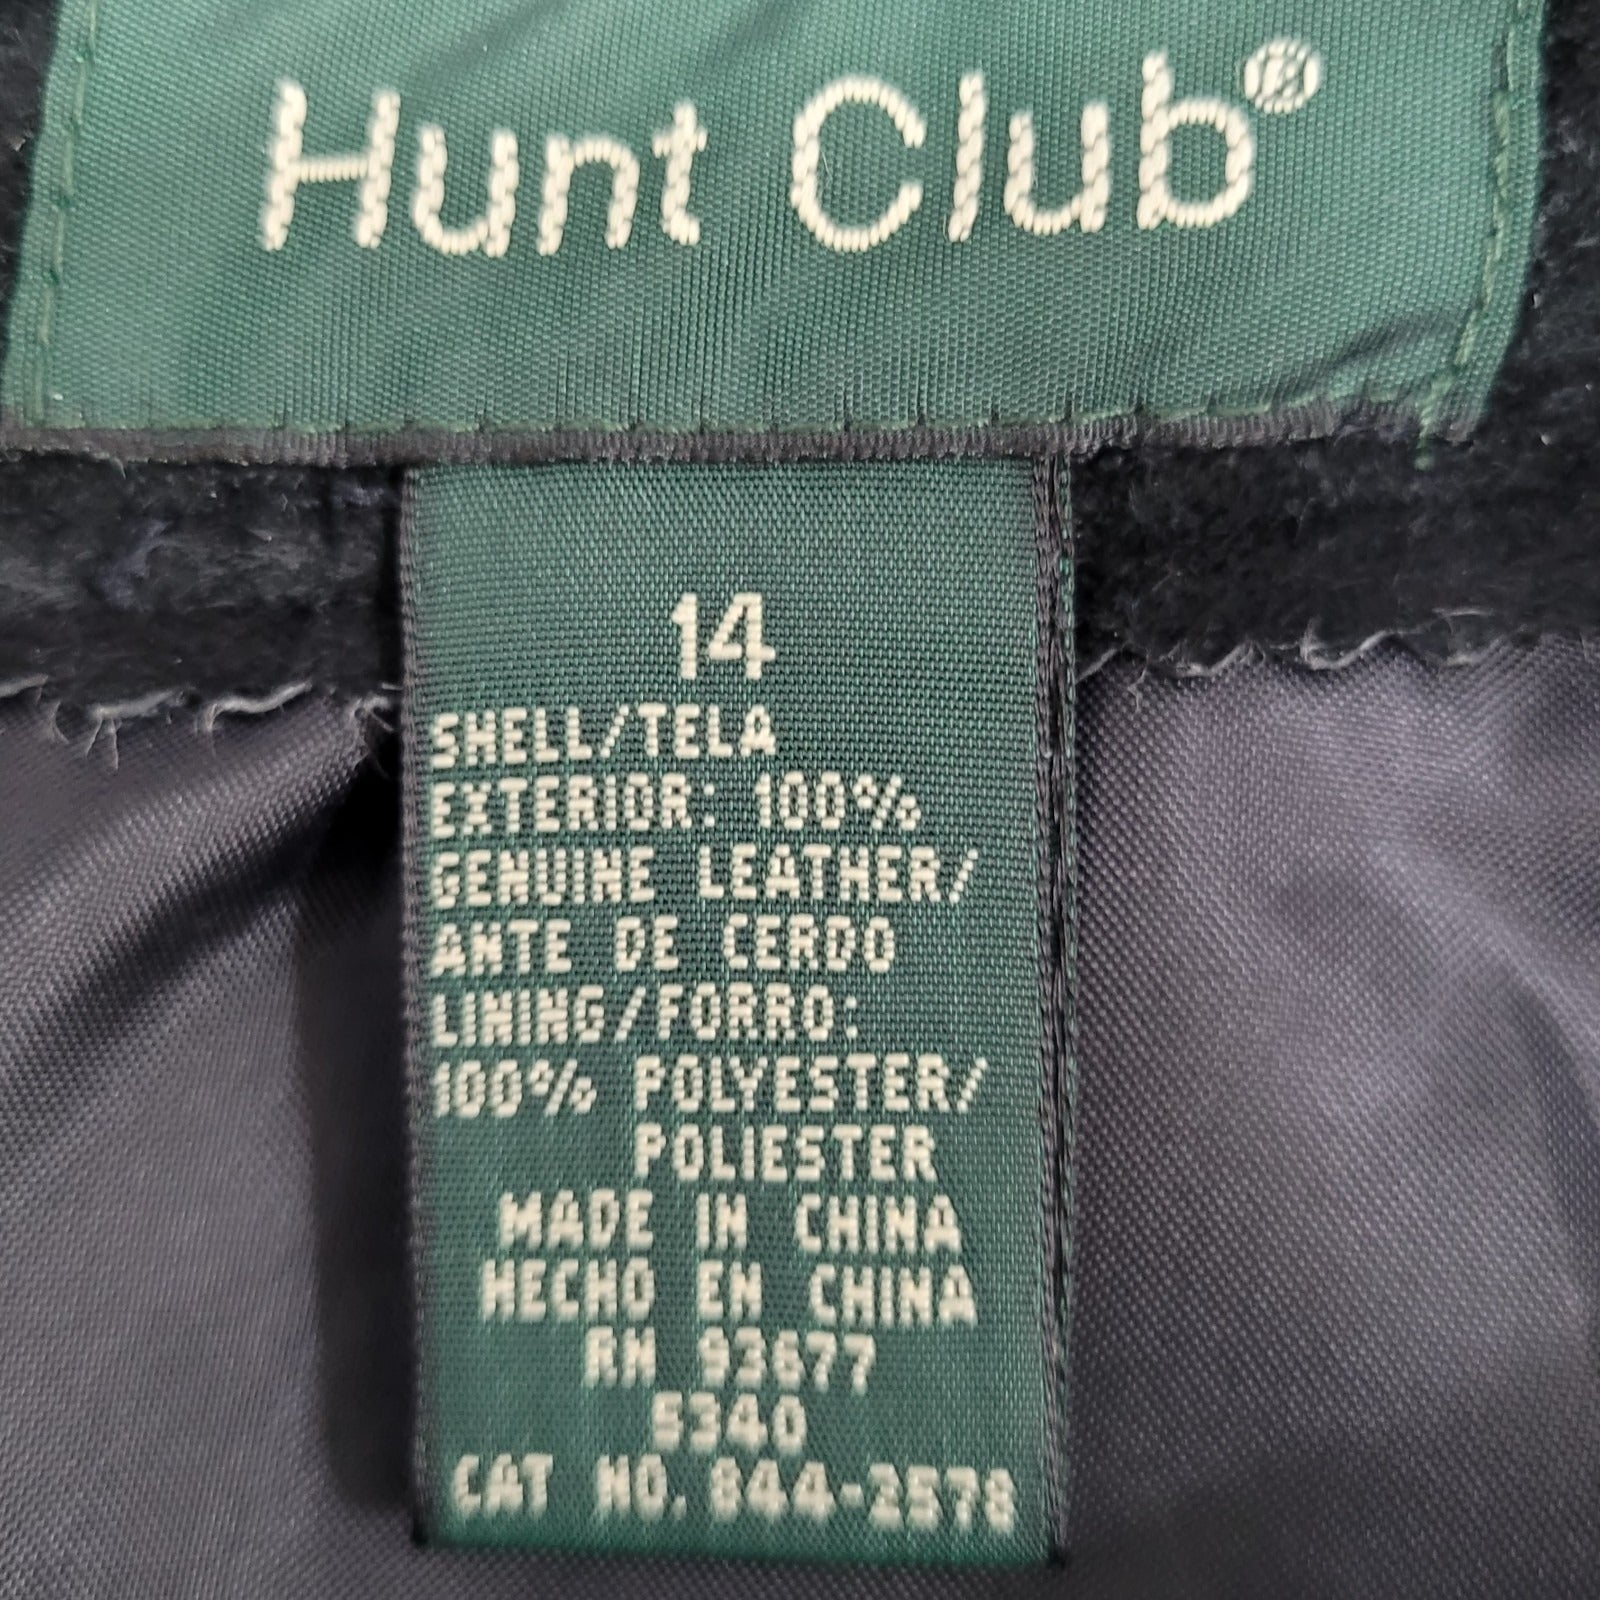 Hunt Club®
14
SHELL/TELA
EXTERIOR: 100%
GENUINE LEATHER/
ANTE DE CERDO
LINING/FORRO:
100% POLYESTER/
POLIESTER
MADE IN CHINA
HECHO EN CHINA
RN 93677
5340
CAT NO. 844-2578